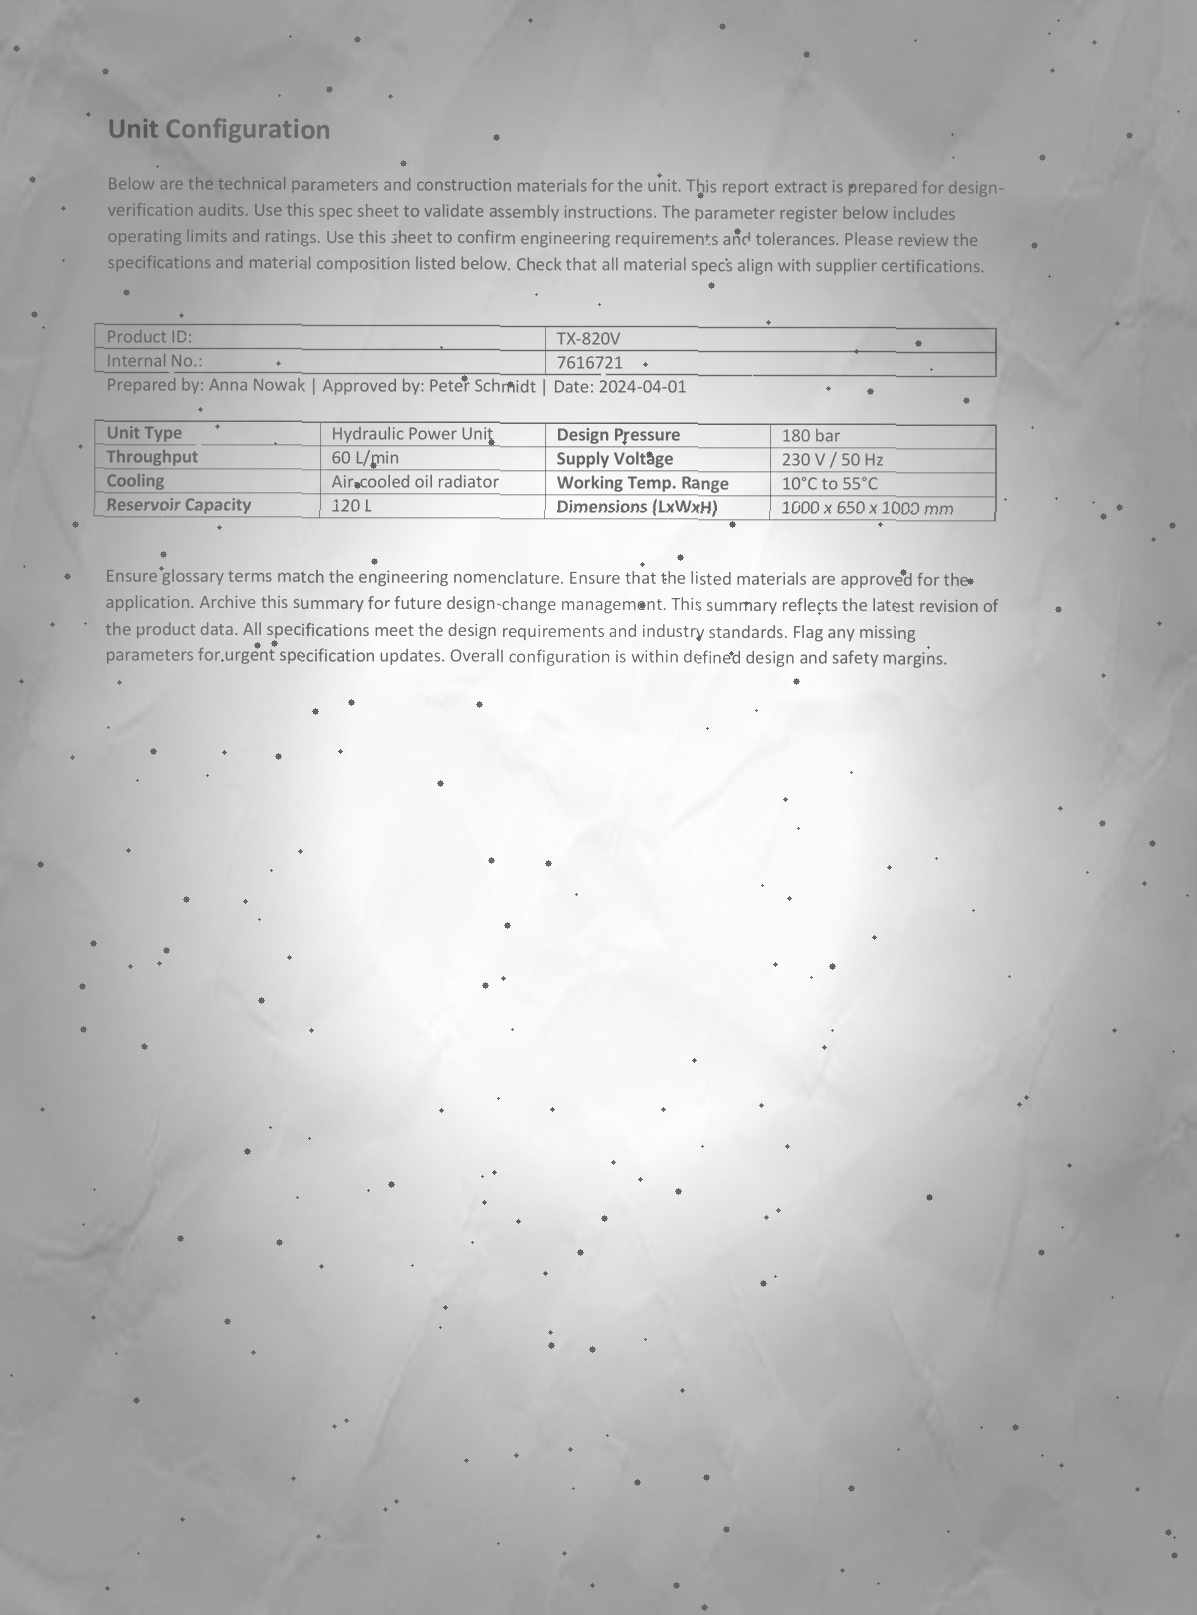 Unit Configuration
Below are the technical parameters and construction materials for the unit. This report extract is prepared for design-
verification audits. Use this spec sheet to validate assembly instructions. The parameter register below includes
operating limits and ratings. Use this sheet to confirm engineering requirements and tolerances. Please review the
specifications and material composition listed below. Check that all material specs align with supplier certifications.
Product ID: TX-820V
Internal No.: 7616721
Prepared by: Anna Nowak | Approved by: Peter Schmidt | Date: 2024-04-01
Unit Type Hydraulic Power Unit Design Pressure 180 bar
Throughput 60 L/min Supply Voltage 230 V / 50 Hz
Cooling Air-cooled oil radiator Working Temp. Range 10°C to 55°C
Reservoir Capacity 120 L Dimensions (LxWxH) 1000 x 650 x 1000 mm
Ensure glossary terms match the engineering nomenclature. Ensure that the listed materials are approved for the
application. Archive this summary for future design-change management. This summary reflects the latest revision of
the product data. All specifications meet the design requirements and industry standards. Flag any missing
parameters for urgent specification updates. Overall configuration is within defined design and safety margins.